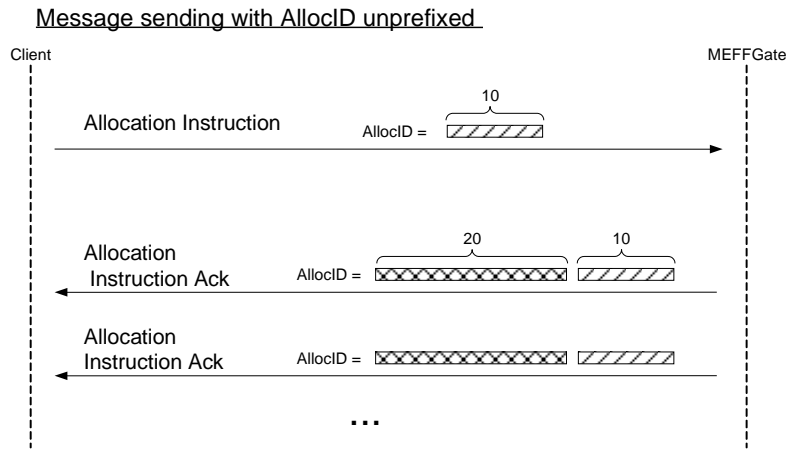 Message sending with AllocID unprefixed
Client
MEFFGate
10
Allocation Instruction
AllocID =
20
10
Allocation
Instruction Ack
AllocID =
Allocation
Instruction Ack
AllocID =
...